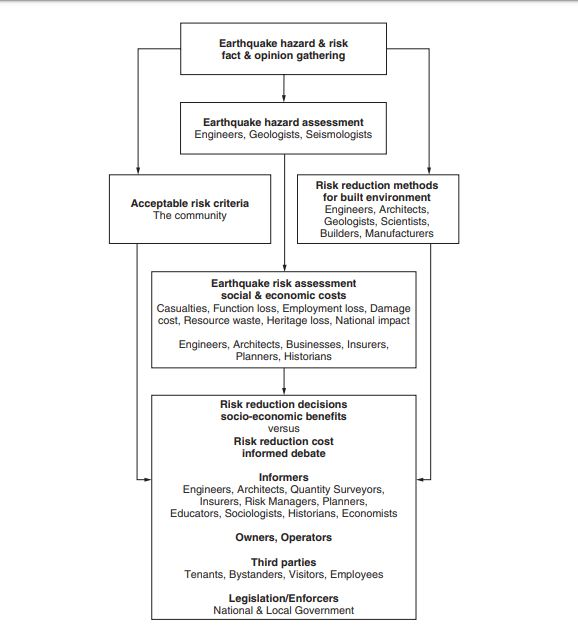 Earthquake hazard & risk
fact & opinion gathering
Earthquake hazard assessment
Engineers, Geologists, Seismologists
Acceptable risk criteria
The community
Risk reduction methods
for built environment
Engineers, Architects,
Geologists, Scientists,
Builders, Manufacturers
Earthquake risk assessment
social & economic costs
Casualties, Function loss, Employment loss, Damage
cost, Resource waste, Heritage loss, National impact
Engineers, Architects, Businesses, Insurers,
Planners, Historians
Risk reduction decisions
socio-economic benefits
versus
Risk reduction cost
informed debate
Informers
Engineers, Architects, Quantity Surveyors,
Insurers, Risk Managers, Planners,
Educators, Sociologists, Historians, Economists
Owners, Operators
Third parties
Tenants, Bystanders, Visitors, Employees
Legislation/Enforcers
National & Local Government